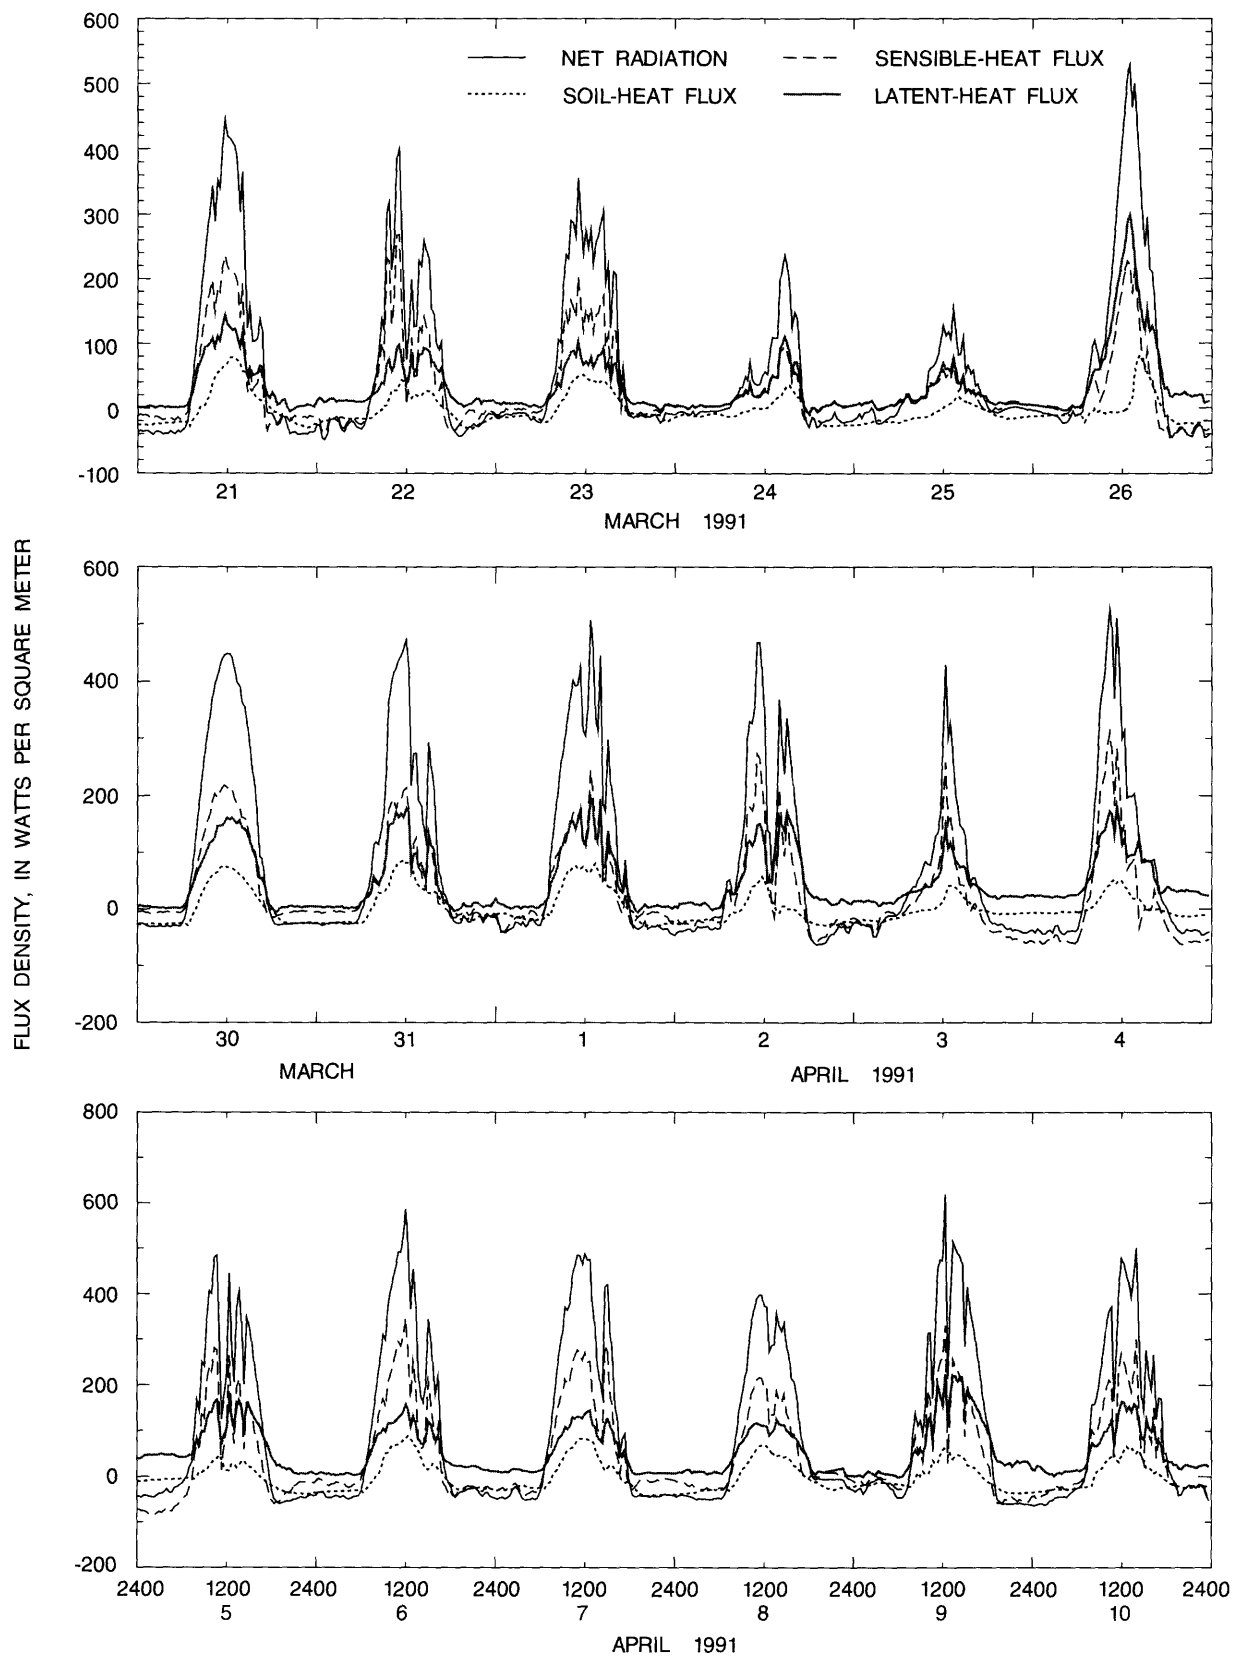 FLUX DENSITY, IN WATTS PER SQUARE METER
600
500
400
300
200
100
0
-100
NET RADIATION
SENSIBLE-HEAT FLUX
SOIL-HEAT FLUX
LATENT-HEAT FLUX
21 22 23 24 25 26
MARCH 1991
600
400
200
0
-200
30 31 1 2 3 4
MARCH APRIL 1991
800
600
400
200
0
-200
2400 1200 2400 1200 2400 1200 2400 1200 2400 1200 2400 1200 2400
5 6 7 8 9 10
APRIL 1991